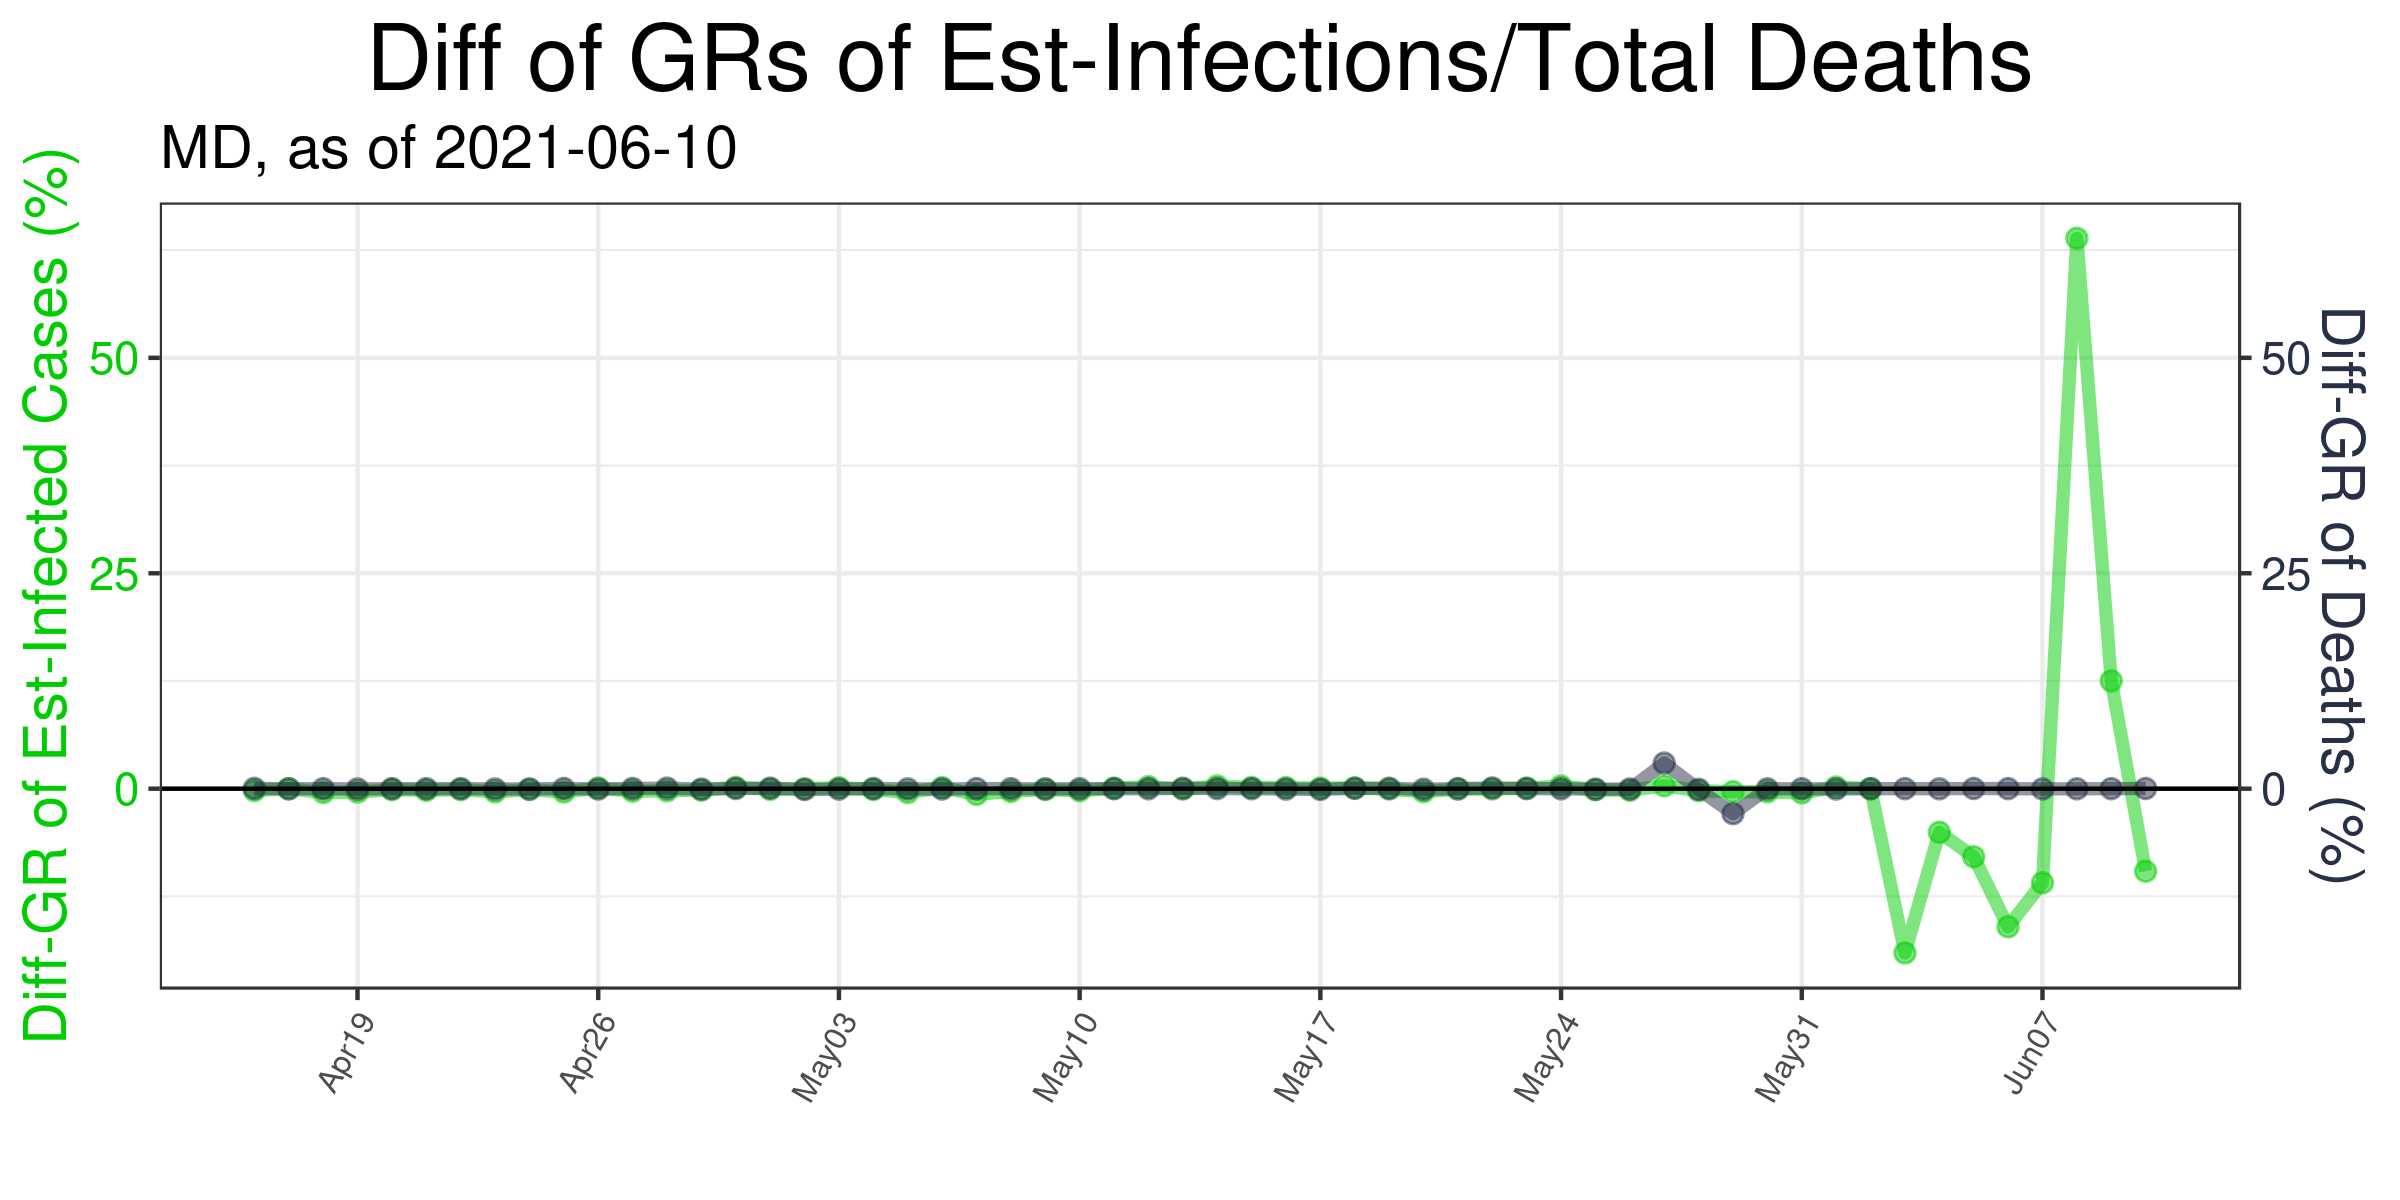 Diff of GRs of Est-Infections/Total Deaths
MD, as of 2021-06-10
Diff-GR of Est-Infected Cases (%)
50
25
0
50
25
0
Diff-GR of Deaths (%)
Apr19
Apr26
May03
May10
May17
May24
May31
Jun07